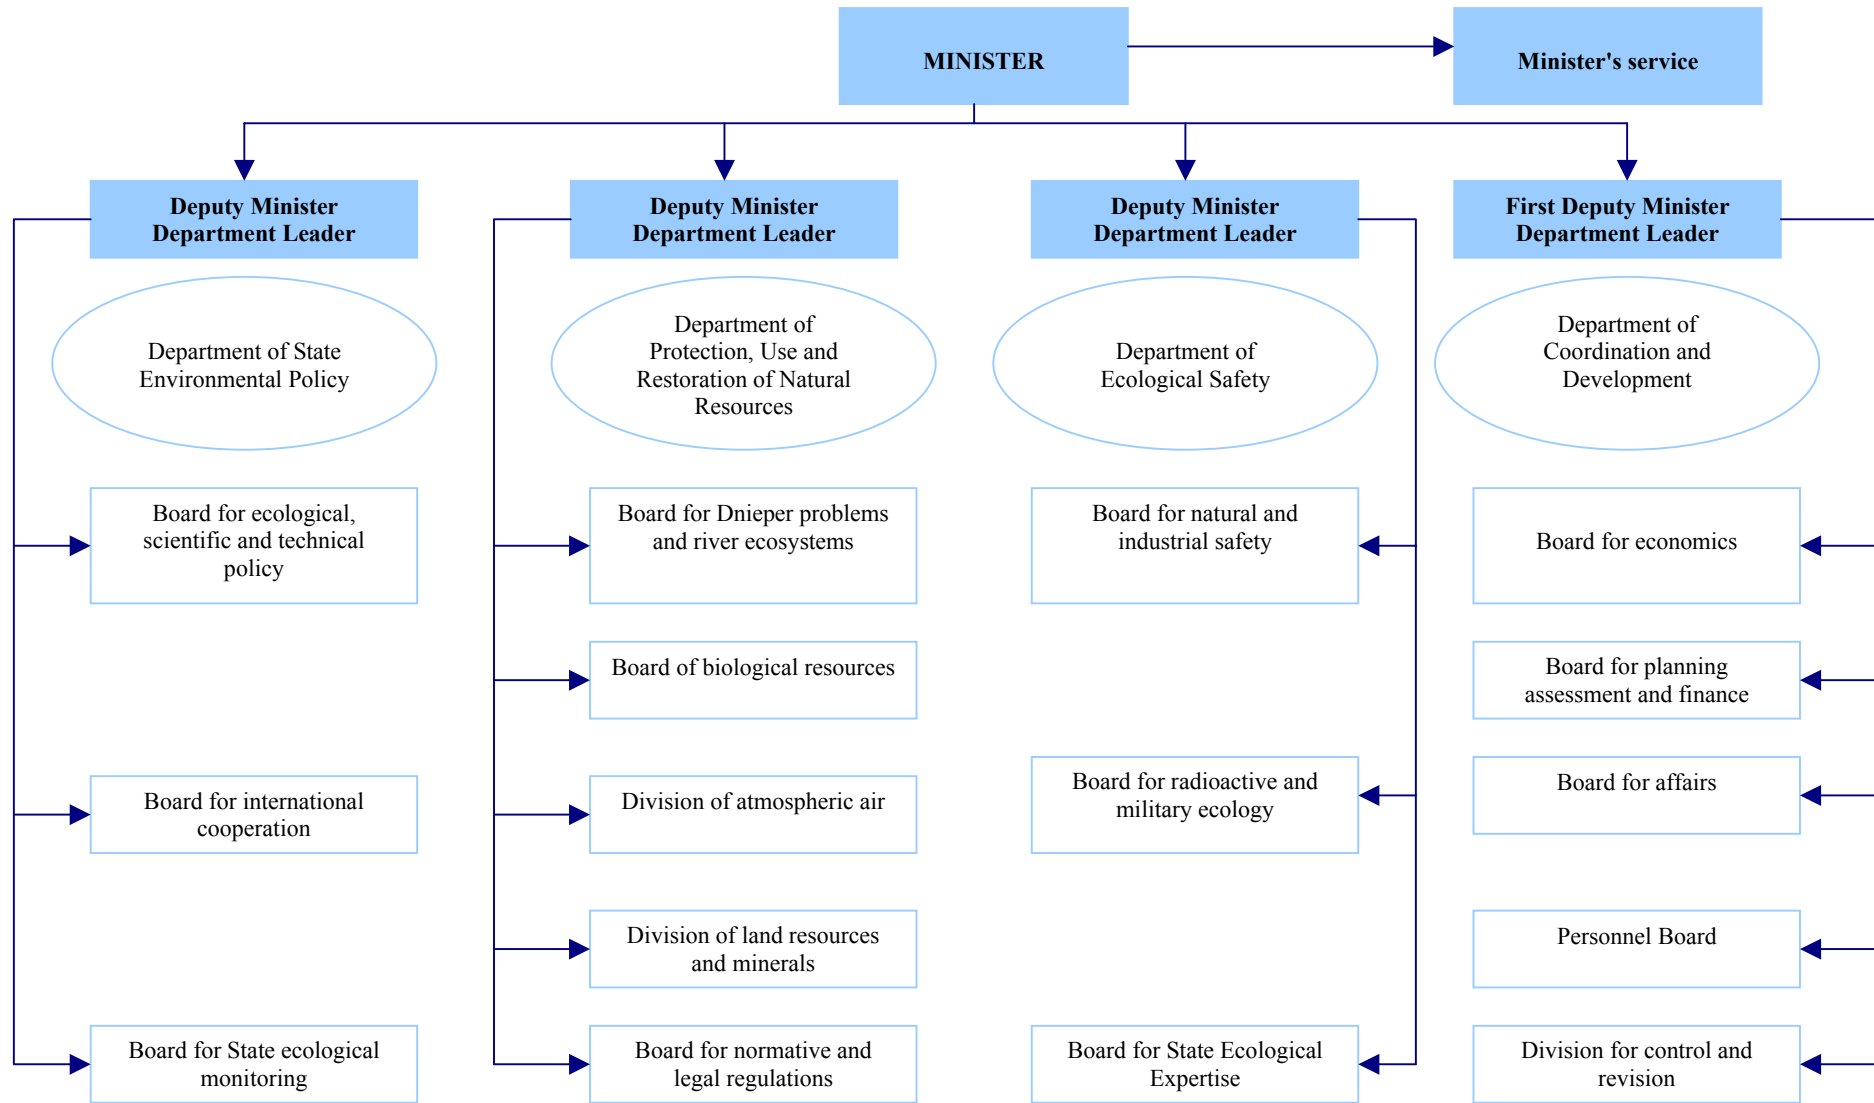 MINISTER
Minister's service
Deputy Minister
Department Leader
Deputy Minister
Department Leader
Deputy Minister
Department Leader
First Deputy Minister
Department Leader
Department of State
Environmental Policy
Department of
Protection, Use and
Restoration of Natural
Resources
Department of
Ecological Safety
Department of
Coordination and
Development
Board for ecological,
scientific and technical
policy
Board for Dnieper problems
and river ecosystems
Board for natural and
industrial safety
Board for economics
Board of biological resources
Board for planning
assessment and finance
Board for international
cooperation
Division of atmospheric air
Board for radioactive and
military ecology
Board for affairs
Division of land resources
and minerals
Personnel Board
Board for State ecological
monitoring
Board for normative and
legal regulations
Board for State Ecological
Expertise
Division for control and
revision